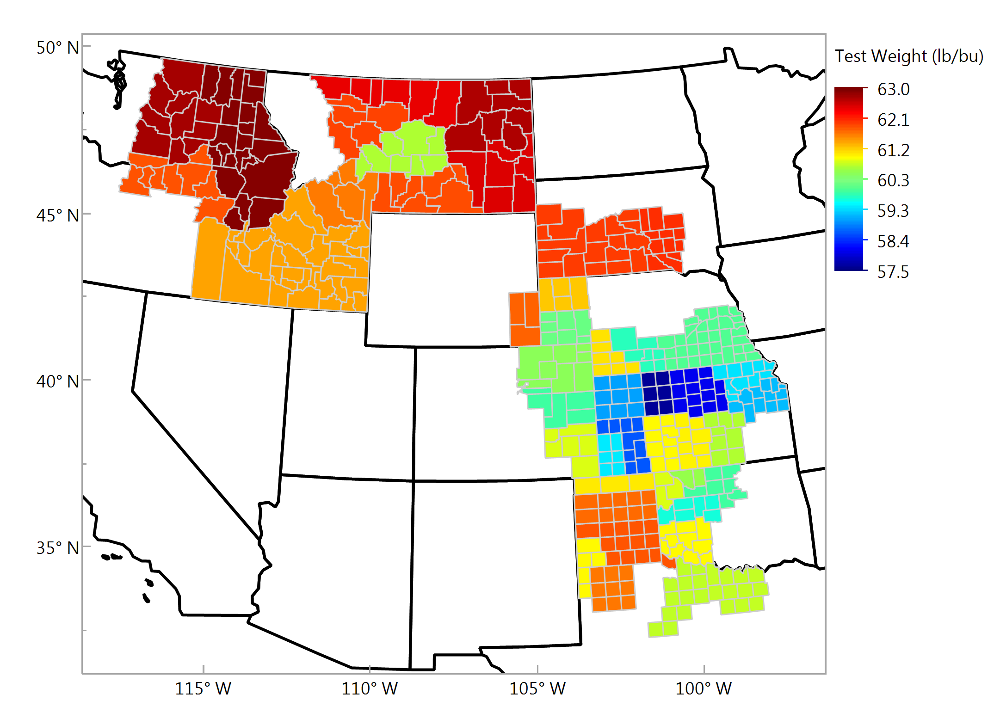 Test Weight (lb/bu)
63.0
62.1
61.2
60.3
59.3
58.4
57.5
50° N
45° N
40° N
35° N
115° W
110° W
105° W
100° W